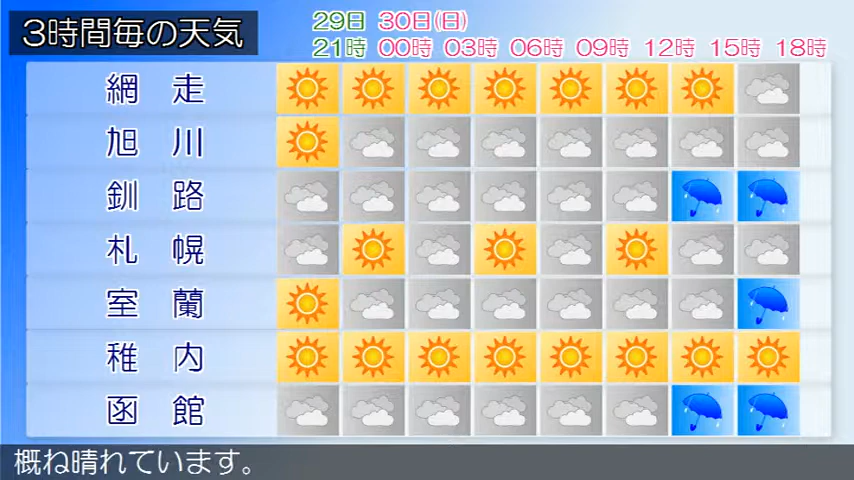 3時間毎の天気
29日 30日(日)
21時 00時 03時 06時 09時 12時 15時 18時
網走
旭川
釧路
札幌
室蘭
稚内
函館
概ね晴れています。